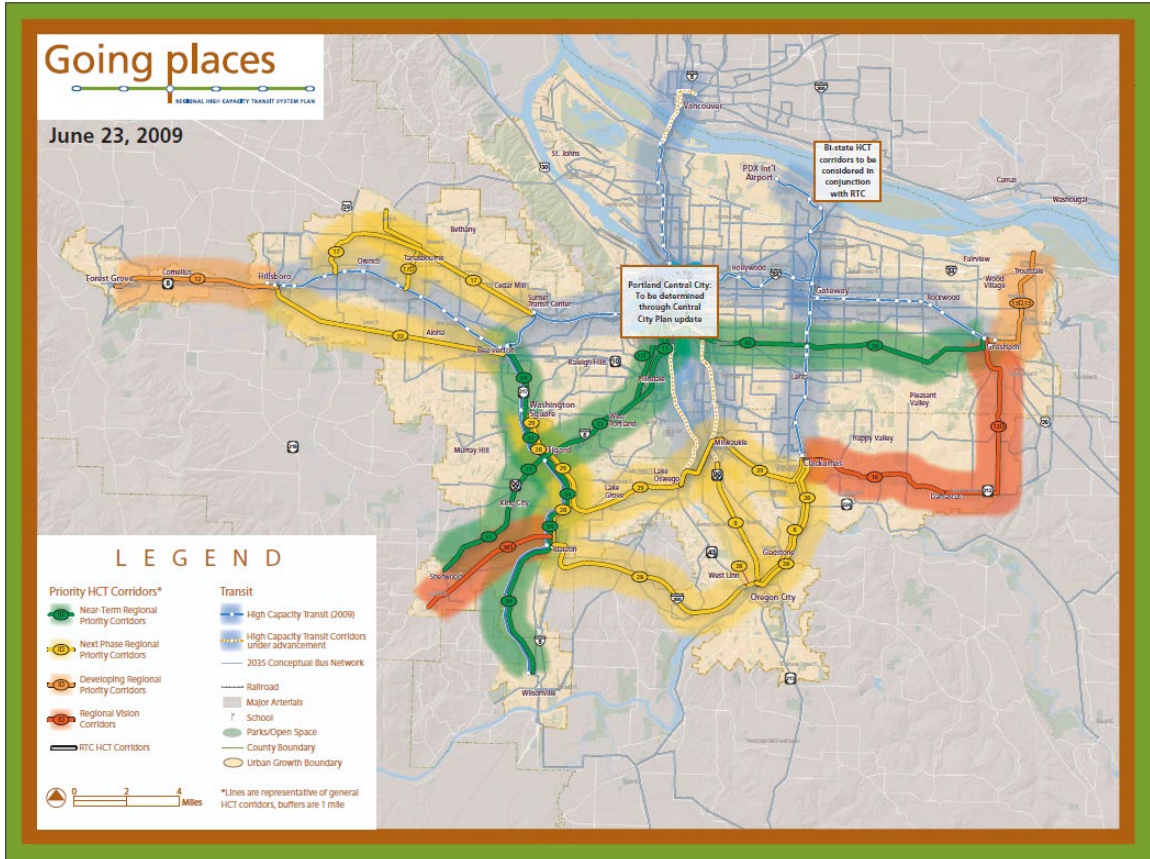 Going places
REGIONAL HIGH CAPACITY TRANSIT SYSTEM PLAN
June 23, 2009
Vancouver
St. Johns
PDX Int'l
Airport
Bi-state HCT
corridors to be
considered in
conjunction
with RTC
Camas
Washougal
Bethany
Forest Grove
Cornelius
Hillsboro
Orenco
Tanasbourne
Cedar Mill
Sunset
Transit Center
Portland Central City:
To be determined
through Central
City Plan update
Hollywood
Gateway
Fairview
Wood
Village
Troutdale
Rockwood
Gresham
Aloha
Beaverton
Raleigh Hills
Hillsdale
Lents
Pleasant
Valley
Washington
Square
West
Portland
Murray Hill
Tigard
Milwaukie
Happy Valley
Clackamas
Damascus
Lake
Oswego
Lake
Grove
King City
Tualatin
Sherwood
Gladstone
West Linn
Oregon City
Wilsonville
LEGEND
Priority HCT Corridors*
Near-Term Regional
Priority Corridors
Next Phase Regional
Priority Corridors
Developing Regional
Priority Corridors
Regional Vision
Corridors
RTC HCT Corridors
Transit
High Capacity Transit (2009)
High Capacity Transit Corridors
under advancement
2035 Conceptual Bus Network
Railroad
Major Arterials
School
Parks/Open Space
County Boundary
Urban Growth Boundary
0 2 4
Miles
*Lines are representative of general
HCT corridors, buffers are 1 mile